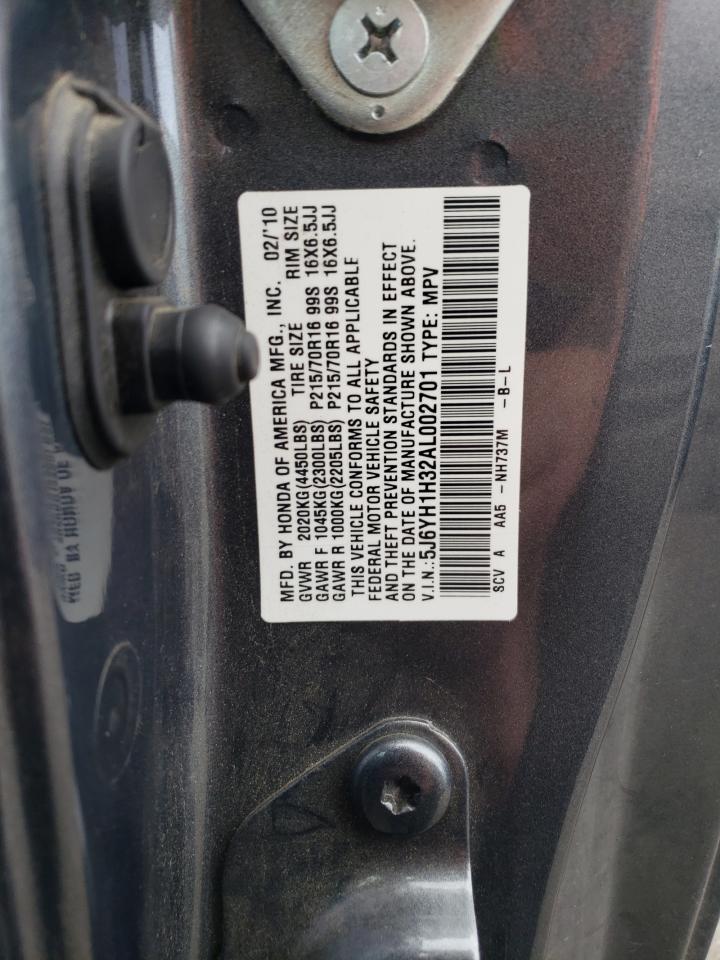 MFD. BY HONDA OF AMERICA MFG., INC. 02/'10
GVWR 2020KG(4450LBS) TIRE SIZE RIM SIZE
GAWR F 1045KG(2300LBS) P215/70R16 99S 16X6.5JJ
GAWR R 1000KG(2205LBS) P215/70R16 99S 16X6.5JJ
THIS VEHICLE CONFORMS TO ALL APPLICABLE
FEDERAL MOTOR VEHICLE SAFETY
AND THEFT PREVENTION STANDARDS IN EFFECT
ON THE DATE OF MANUFACTURE SHOWN ABOVE.
V.I.N.:5J6YH1H32AL002701 TYPE: MPV
SCV A AA5 -NH737M -B-L